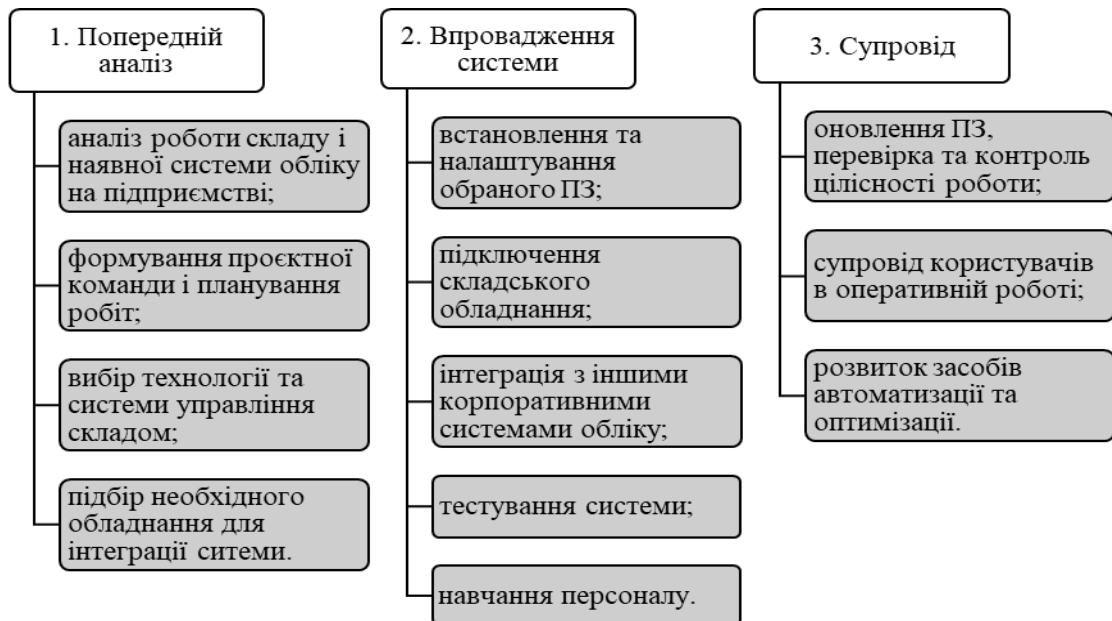 1. Попередній
аналіз
аналіз роботи складу і
наявної системи обліку
на підприємстві;
формування проєктної
команди і планування
робіт;
вибір технології та
системи управління
складом;
підбір необхідного
обладнання для
інтеграції ситеми.
2. Впровадження
системи
встановлення та
налаштування
обраного ПЗ;
підключення
складського
обладнання;
інтеграція з іншими
корпоративними
системами обліку;
тестування системи;
навчання персоналу.
3. Супровід
оновлення ПЗ,
перевірка та контроль
цілісності роботи;
супровід користувачів
в оперативній роботі;
розвиток засобів
автоматизації та
оптимізації.